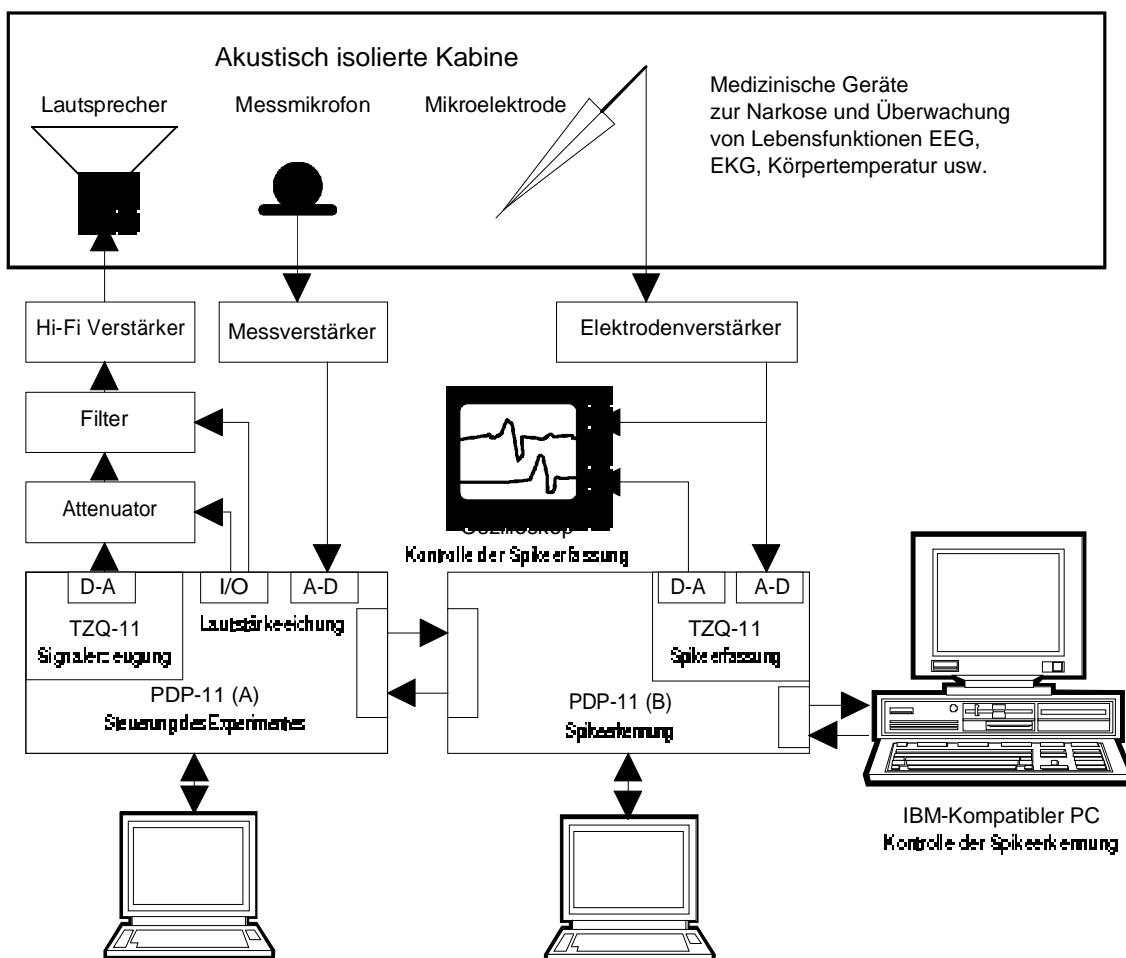 Akustisch isolierte Kabine
Lautsprecher
Messmikrofon
Mikroelektrode
Medizinische Geräte
zur Narkose und Überwachung
von Lebensfunktionen EEG,
EKG, Körpertemperatur usw.
Hi-Fi Verstärker
Messverstärker
Elektrodenverstärker
Filter
Attenuator
Oszilloskop
Kontrolle der Spikeerfassung
D-A
I/O
A-D
D-A
A-D
TZQ-11
Signalerzeugung
Lautstärkeeichung
TZQ-11
Spikeerfassung
PDP-11 (A)
Steuerung des Experimentes
PDP-11 (B)
Spikeerkennung
IBM-Kompatibler PC
Kontrolle der Spikeerkennung